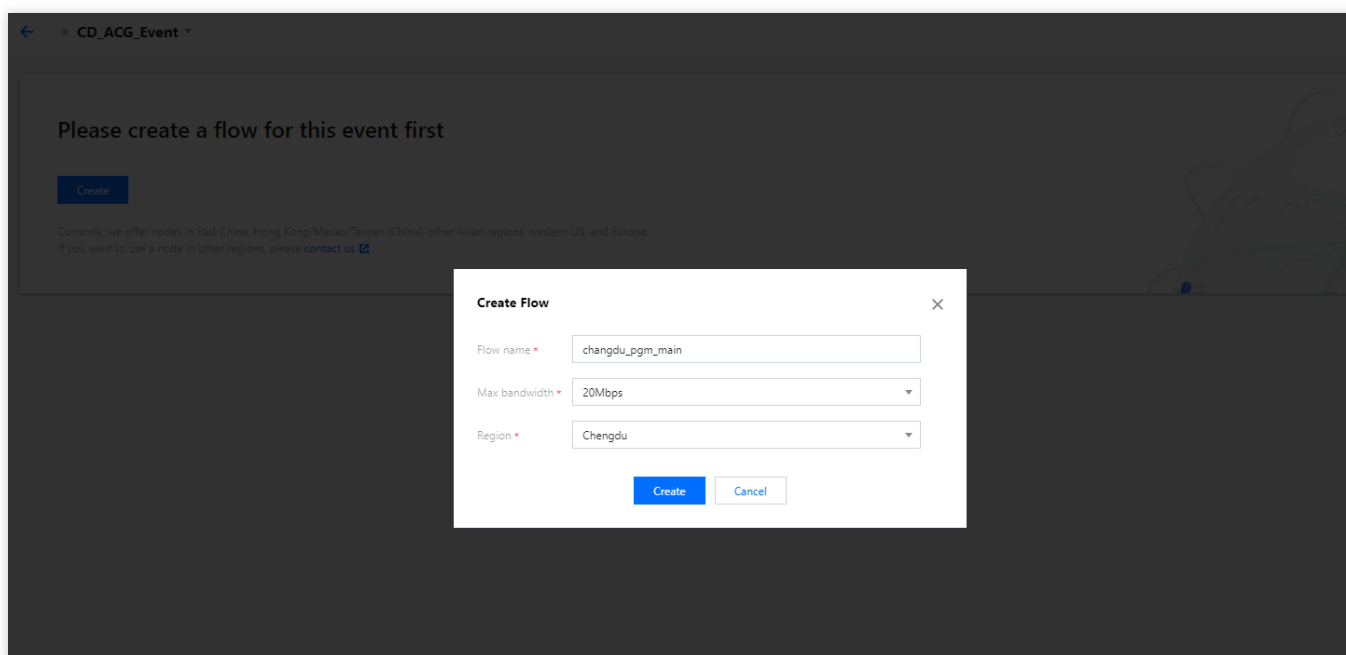 CD_ACG_Event
Please create a flow for this event first
Create
Currently, we offer nodes in East China, Hong Kong/Macao/Taiwan (China), other Asian regions, western US, and Europe.
If you want to use a node in other regions, please contact us
Create Flow
Flow name * changdu_pgm_main
Max bandwidth * 20Mbps
Region * Chengdu
Create Cancel